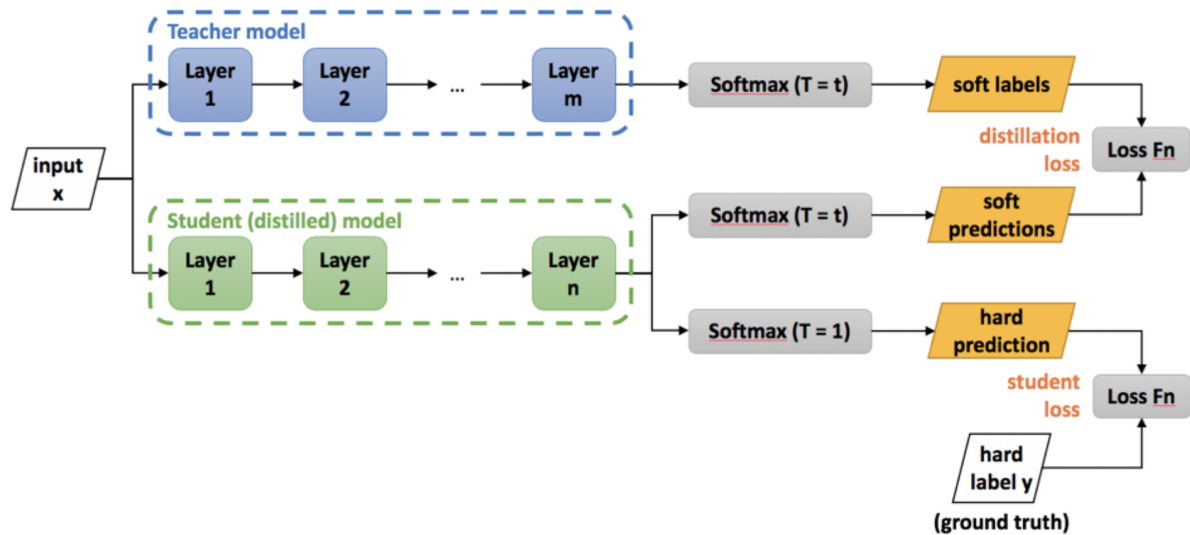 Teacher model
Layer
1
Layer
2
...
Layer
m
Softmax (T = t)
soft labels
distillation
loss
Loss Fn
input
x
Student (distilled) model
Layer
1
Layer
2
...
Layer
n
Softmax (T = t)
soft
predictions
Softmax (T = 1)
hard
prediction
student
loss
Loss Fn
hard
label y
(ground truth)